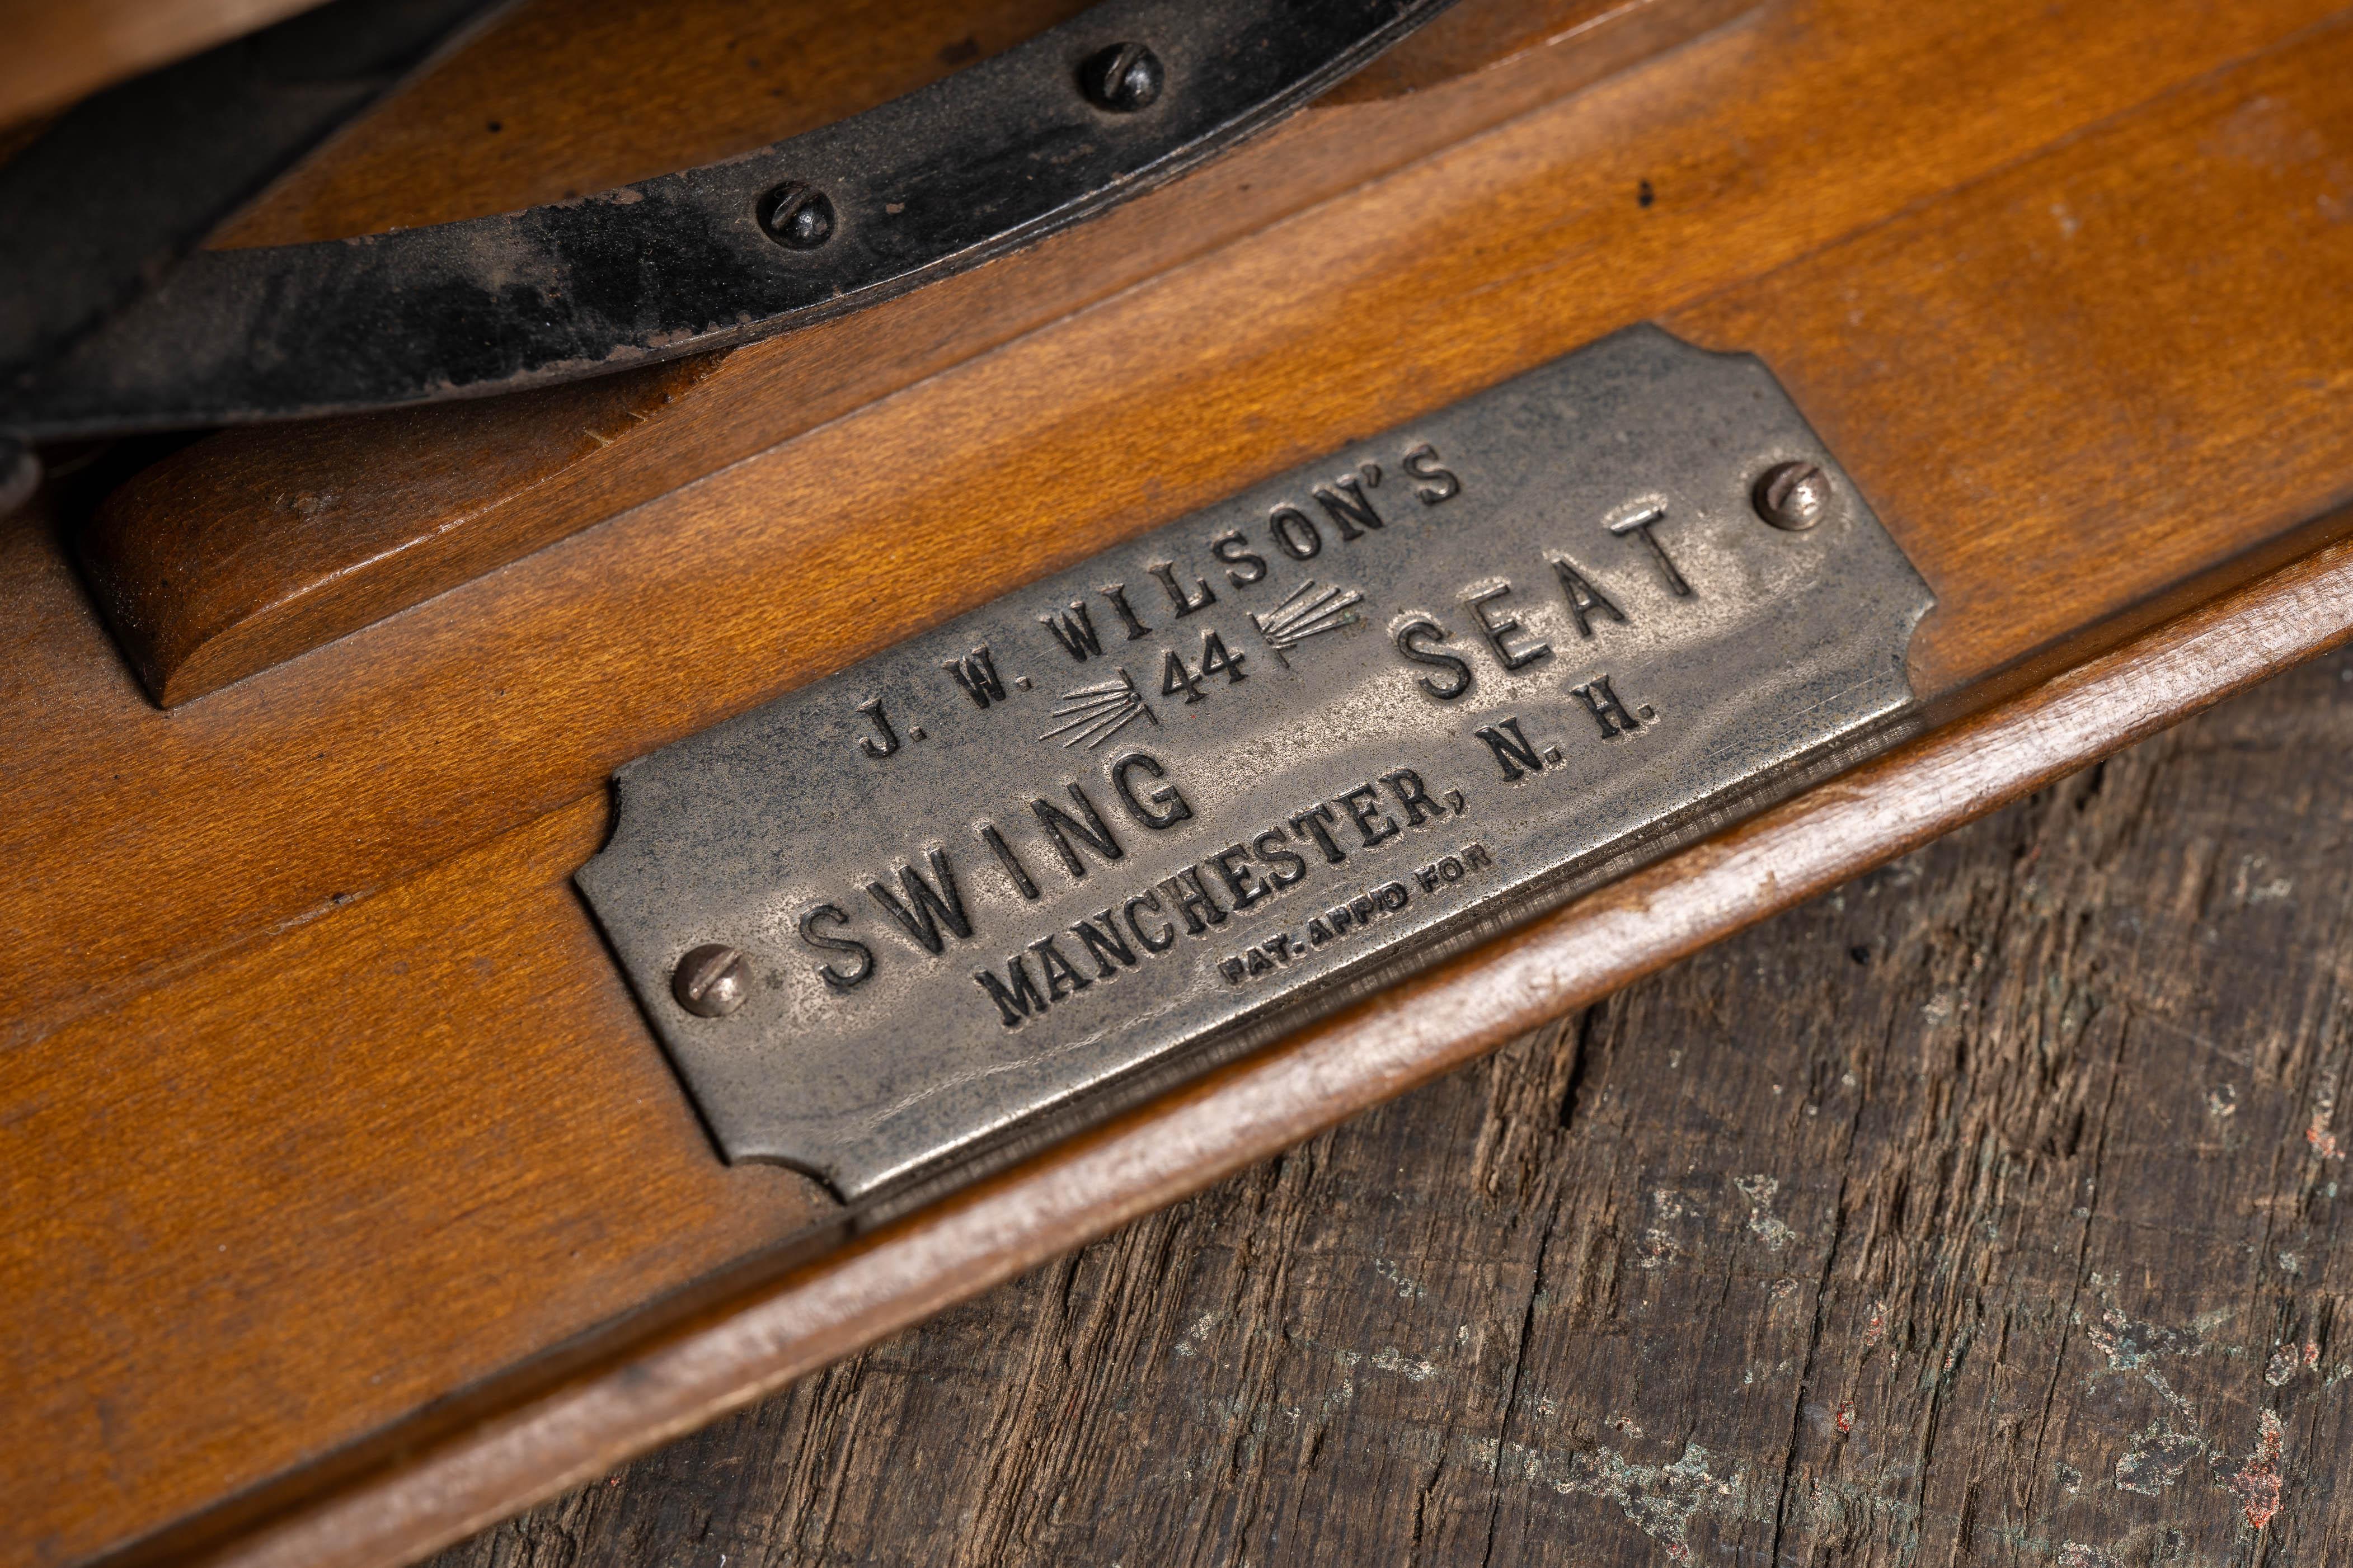 J. W. WILSON'S
44
SWING SEAT
MANCHESTER, N. H.
PAT. APP'D FOR